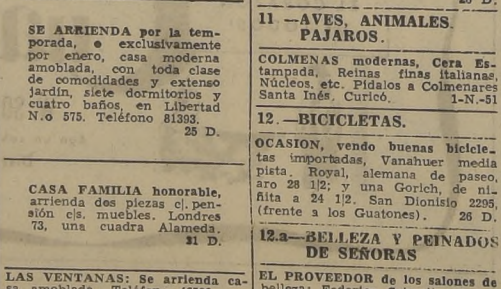 SE ARRIENDA por la tem-
porada, o exclusivamente
por enero, casa moderna
amoblada, con toda clase
de comodidades y extenso
jardín, siete dormitorios y
cuatro baños, en Libertad
N.o 575. Teléfono 81393.
25 D.
CASA FAMILIA honorable,
arrienda dos piezas c|. pen-
sión c|s, muebles. Londres
73, una cuadra Alameda.
31 D.
LAS VENTANAS: Se arrienda ca-
11 —AVES, ANIMALES,
PAJAROS.
COLMENAS modernas, Cera Es-
tampada, Reinas finas italianas,
Núcleos, etc. Pídalos a Colmenares
Santa Inés, Curicó. 1-N.-51
12.—BICICLETAS.
OCASION, vendo buenas bicicle-
tas importadas, Vanahuer media
pista. Royal, alemana de paseo,
aro 28 1|2; y una Gorich, de ni-
ñita a 24 1|2. San Dionisio 2295,
(frente a los Guatones). 26 D.
12.a—BELLEZA Y PEINADOS
DE SEÑORAS
EL PROVEEDOR de los salones de